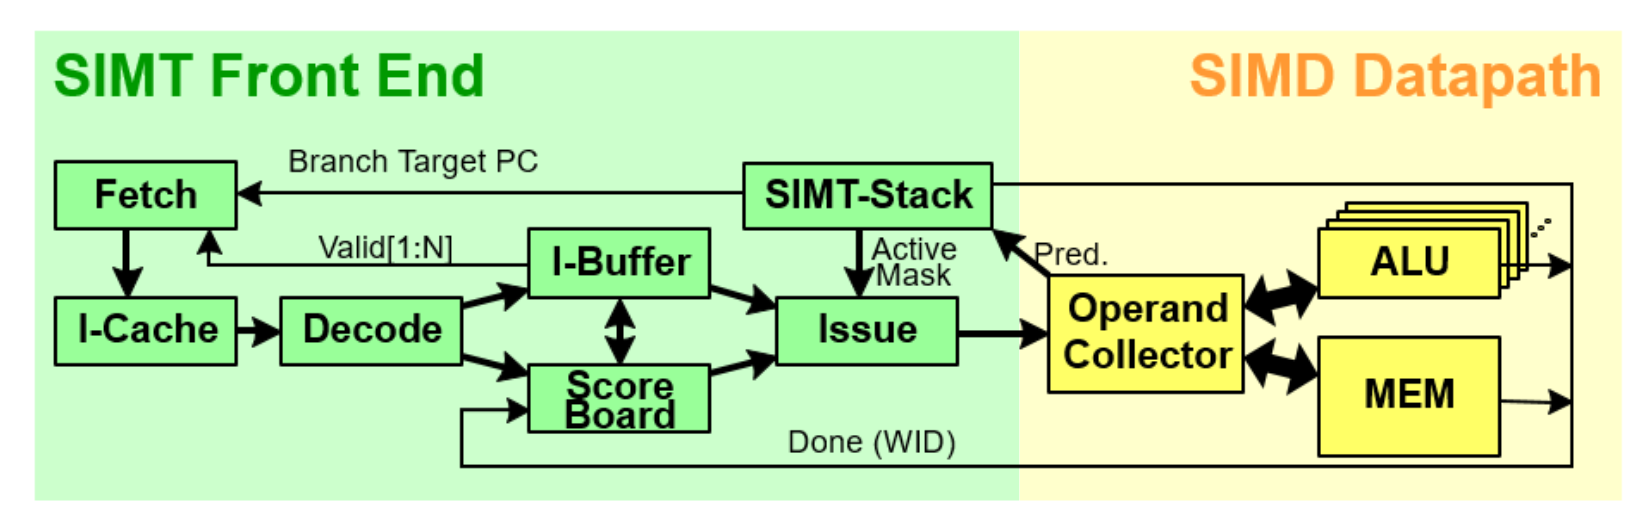 SIMT Front End
SIMD Datapath
Branch Target PC
Fetch
SIMT-Stack
Valid[1:N]
I-Buffer
Active
Mask
Pred.
ALU
I-Cache
Decode
Issue
Operand
Collector
Score
Board
MEM
Done (WID)